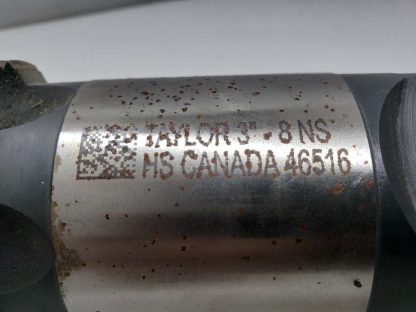 TAYLOR 3" - 8 NS
HS CANADA 46516